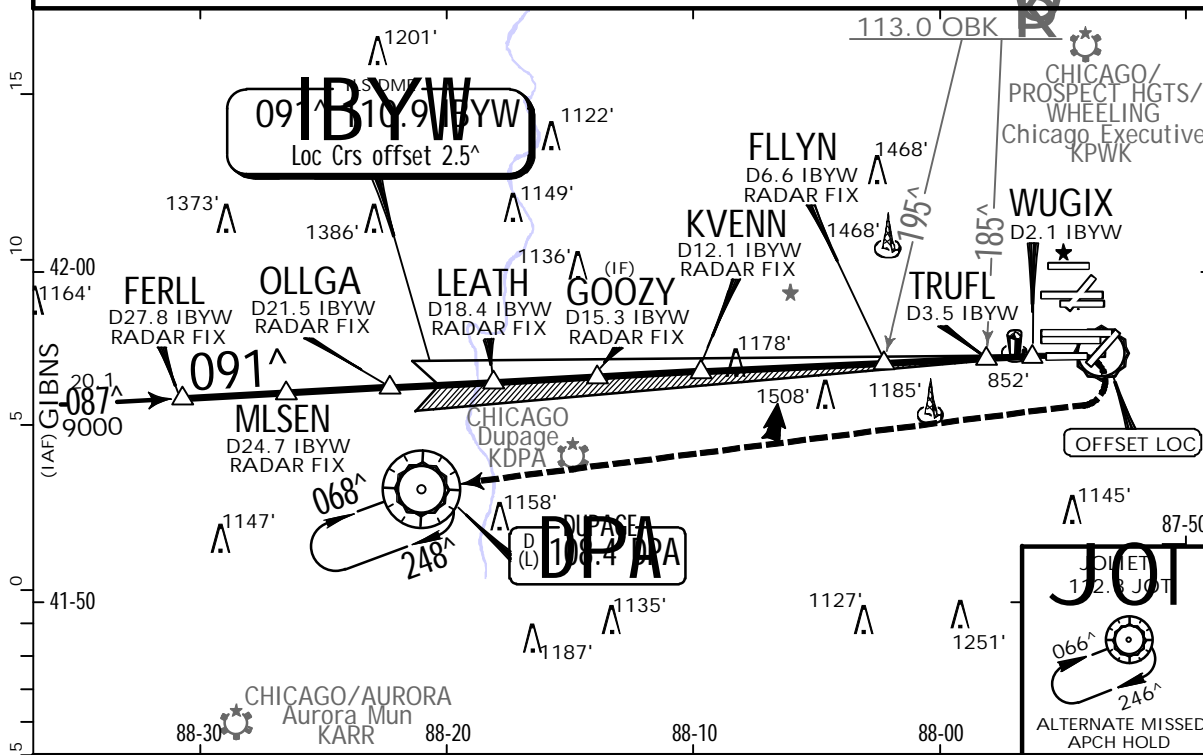 113.0 OBK
CHICAGO/
PROSPECT HGTS/
WHEELING
Chicago Executive
KPWK
1201'
ILS DME
091^ 110.9 IBYW
IBYW
Loc Crs offset 2.5^
1122'
15
FLLYN
D6.6 IBYW
RADAR FIX
1468'
1373'
1386'
1149'
1468'
195^
185^
WUGIX
D2.1 IBYW
KVENN
D12.1 IBYW
RADAR FIX
10
42-00
1164'
1136'
FERLL
D27.8 IBYW
RADAR FIX
OLLGA
D21.5 IBYW
RADAR FIX
LEATH
D18.4 IBYW
RADAR FIX
(IF)
GOOZY
D15.3 IBYW
RADAR FIX
TRUFL
D3.5 IBYW
1178'
852'
1185'
1508'
091^
(IAF) GIBNS
20.1
087^
9000
5
MLSEN
D24.7 IBYW
RADAR FIX
CHICAGO
Dupage
KDPA
OFFSET LOC
068^
248^
1147'
1158'
DUPAGE
D
(L)
108.4 DPA
DPA
1145'
87-50
0
41-50
1135'
1187'
1127'
1251'
JOLIET
112.3 JOT
JOT
066^
246^
ALTERNATE MISSED
APCH HOLD
CHICAGO/AURORA
Aurora Mun
KARR
5
88-30
88-20
88-10
88-00